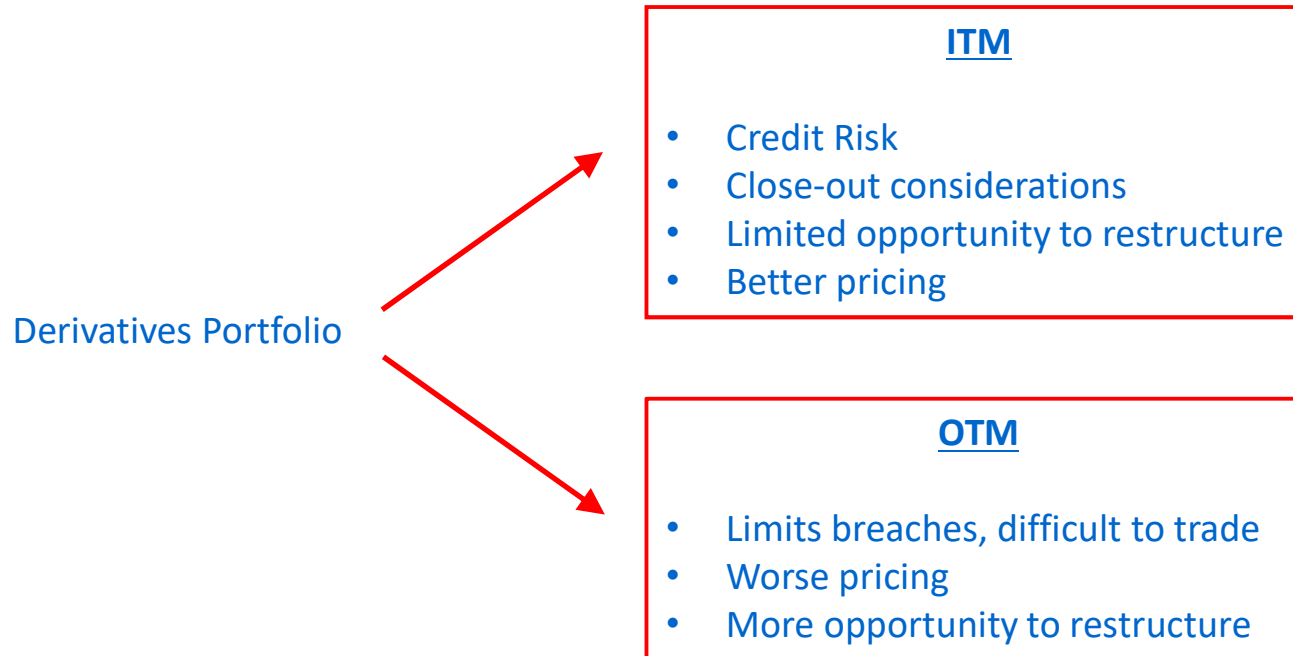 ITM
• Credit Risk
• Close-out considerations
• Limited opportunity to restructure
• Better pricing
Derivatives Portfolio
OTM
• Limits breaches, difficult to trade
• Worse pricing
• More opportunity to restructure